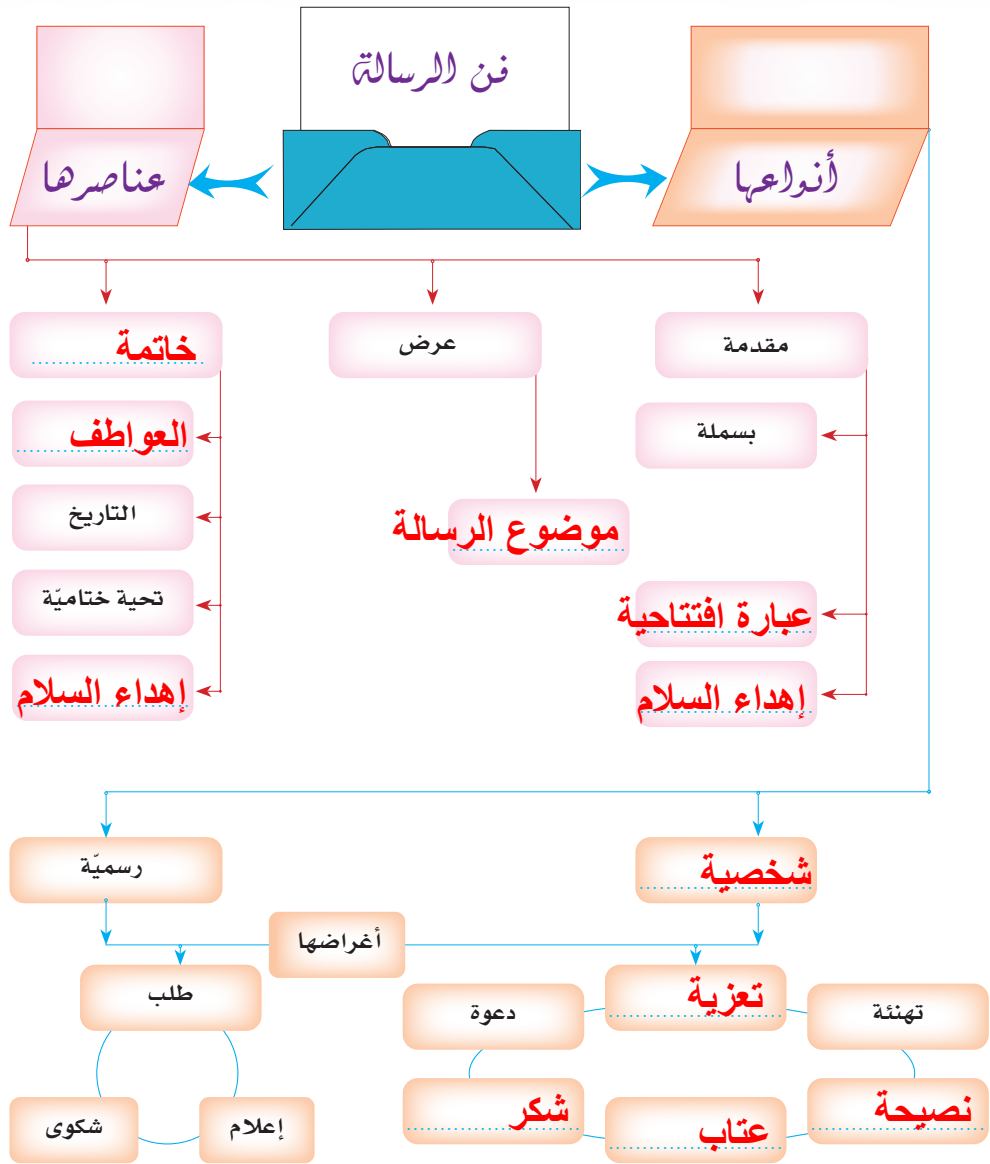 فن الرسالة
أنواعها
عناصرها
مقدمة
عرض
خاتمة
بسملة
العواطف
التاريخ
موضوع الرسالة
عبارة افتتاحية
تحية ختاميّة
إهداء السلام
إهداء السلام
شخصية
رسميّة
أغراضها
تهنئة
تعزية
دعوة
طلب
نصيحة
عتاب
شكر
إعلام
شكوى